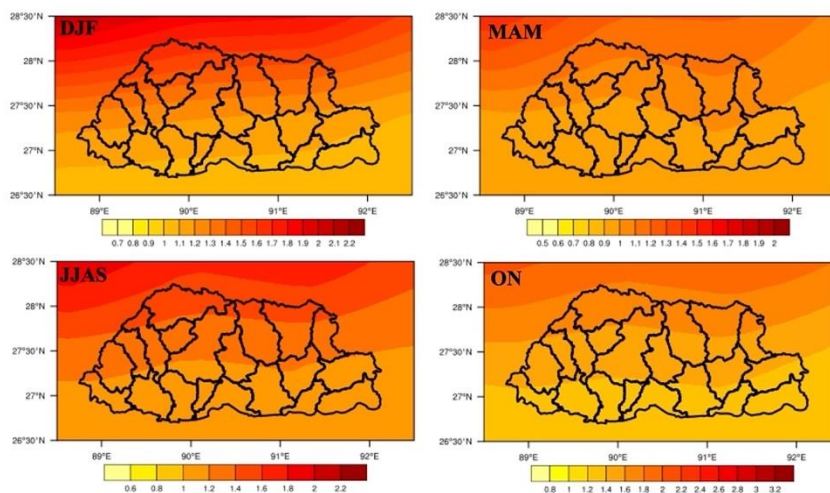 DJF
28°30′N
28°N
27°30′N
27°N
26°30′N
89°E
90°E
91°E
92°E
0.7 0.8 0.9 1 1.1 1.2 1.3 1.4 1.5 1.6 1.7 1.8 1.9 2 2.1 2.2
MAM
28°30′N
28°N
27°30′N
27°N
26°30′N
89°E
90°E
91°E
92°E
0.5 0.6 0.7 0.8 0.9 1 1.1 1.2 1.3 1.4 1.5 1.6 1.7 1.8 1.9 2
JJAS
28°30′N
28°N
27°30′N
27°N
26°30′N
89°E
90°E
91°E
92°E
0.6 0.8 1 1.2 1.4 1.6 1.8 2 2.2
ON
28°30′N
28°N
27°30′N
27°N
26°30′N
89°E
90°E
91°E
92°E
0.8 1 1.2 1.4 1.6 1.8 2 2.2 2.4 2.6 2.8 3 3.2